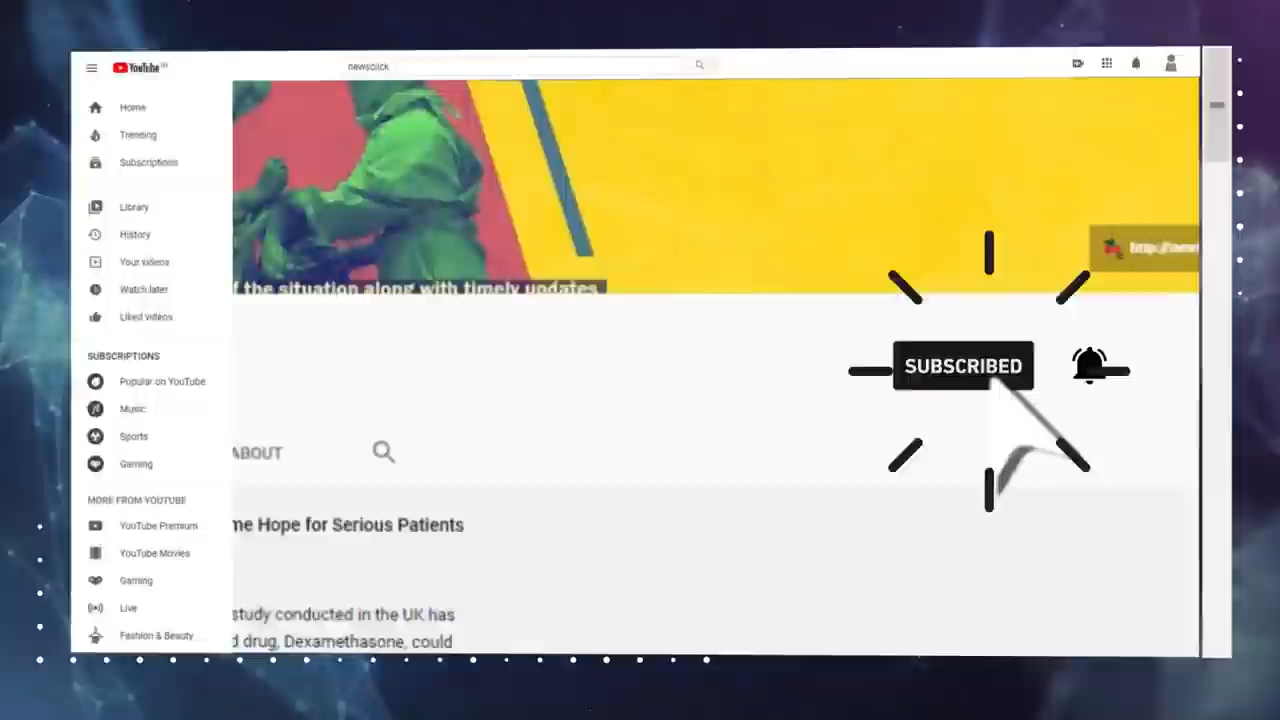 YouTube
newsclick
Home
Trending
Subscriptions
Library
History
Your videos
Watch later
Liked videos
SUBSCRIPTIONS
Popular on YouTube
Music
Sports
Gaming
MORE FROM YOUTUBE
YouTube Premium
YouTube Movies
Gaming
Live
Fashion & Beauty
f the situation along with timely updates
http://new
SUBSCRIBED
ABOUT
me Hope for Serious Patients
study conducted in the UK has
d drug, Dexamethasone, could